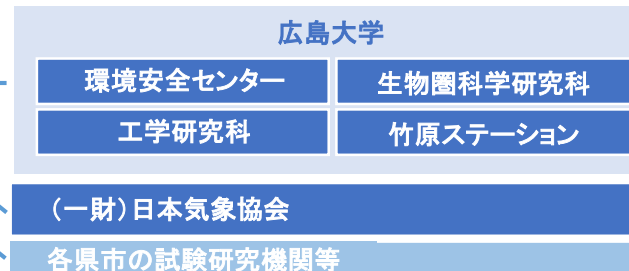 広島大学
環境安全センター 生物圏科学研究科
工学研究科 竹原ステーション
(一財)日本気象協会
各県市の試験研究機関等